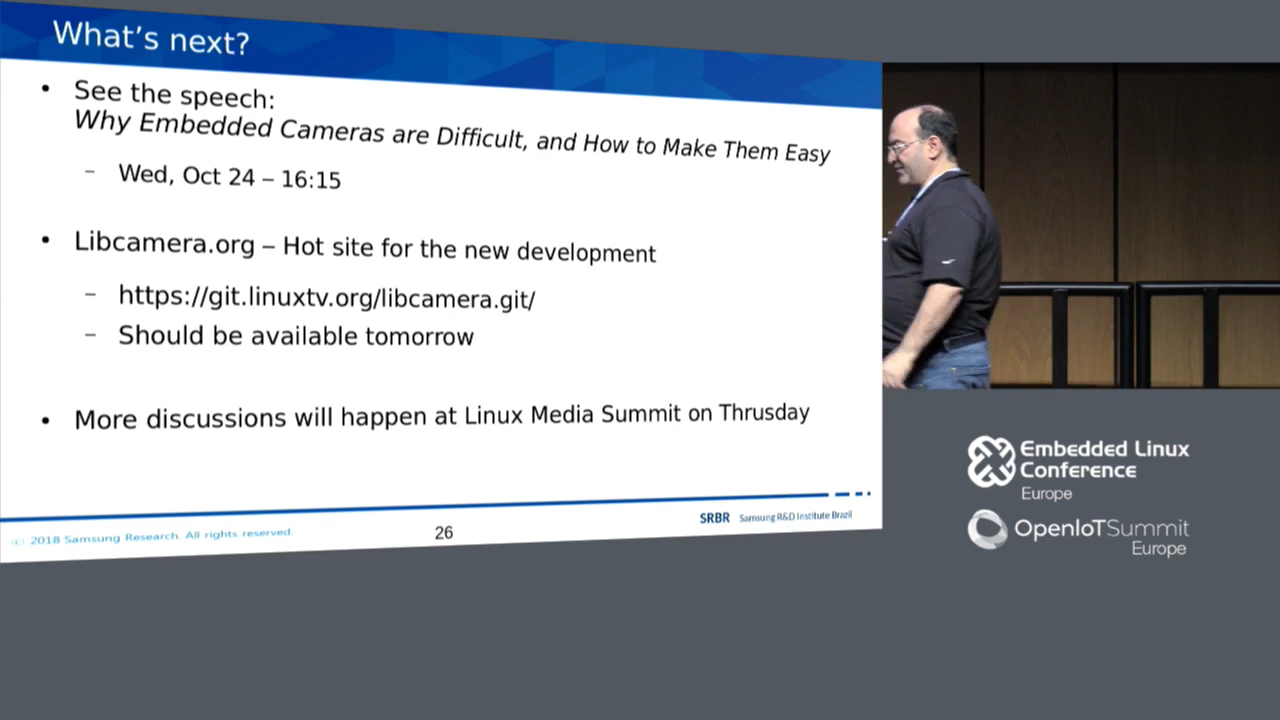 What's next?
• See the speech:
Why Embedded Cameras are Difficult, and How to Make Them Easy
– Wed, Oct 24 – 16:15
• Libcamera.org – Hot site for the new development
– https://git.linuxtv.org/libcamera.git/
– Should be available tomorrow
• More discussions will happen at Linux Media Summit on Thrusday
© 2018 Samsung Research. All rights reserved.
26
SRBR Samsung R&D Institute Brazil
Embedded Linux
Conference
Europe
OpenIoTSummit
Europe